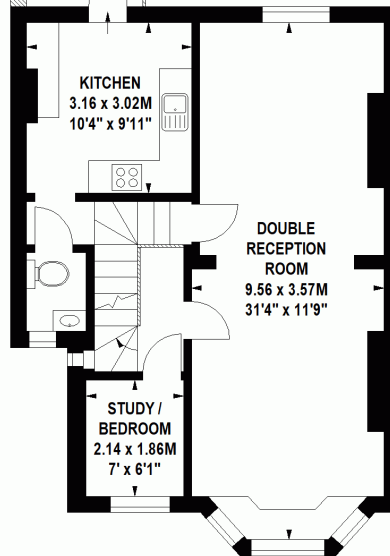 KITCHEN
3.16 x 3.02M
10'4" x 9'11"
DOUBLE
RECEPTION
ROOM
9.56 x 3.57M
31'4" x 11'9"
STUDY /
BEDROOM
2.14 x 1.86M
7' x 6'1"